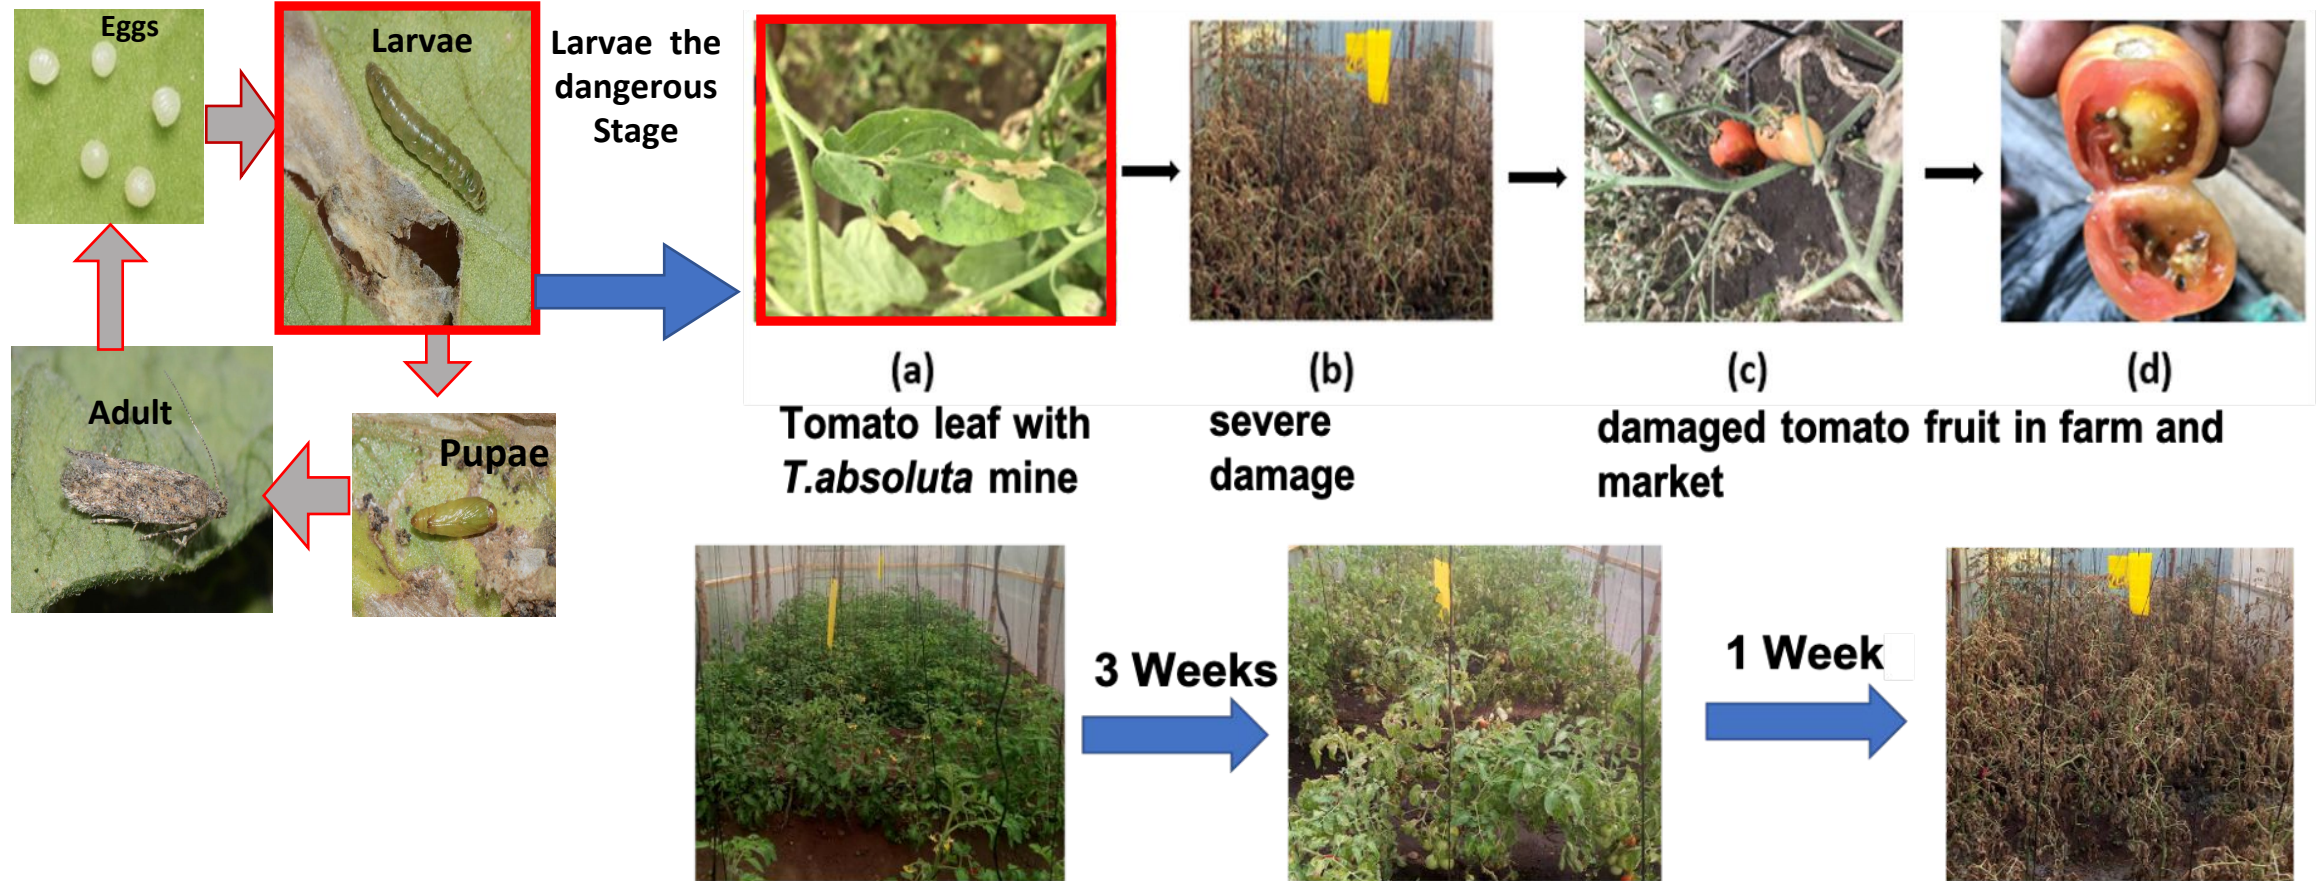 Eggs
Larvae
Larvae the
dangerous
Stage
Adult
Pupae
(a)
(b)
(c)
(d)
Tomato leaf with
T.absoluta mine
severe
damage
damaged tomato fruit in farm and
market
3 Weeks
1 Week